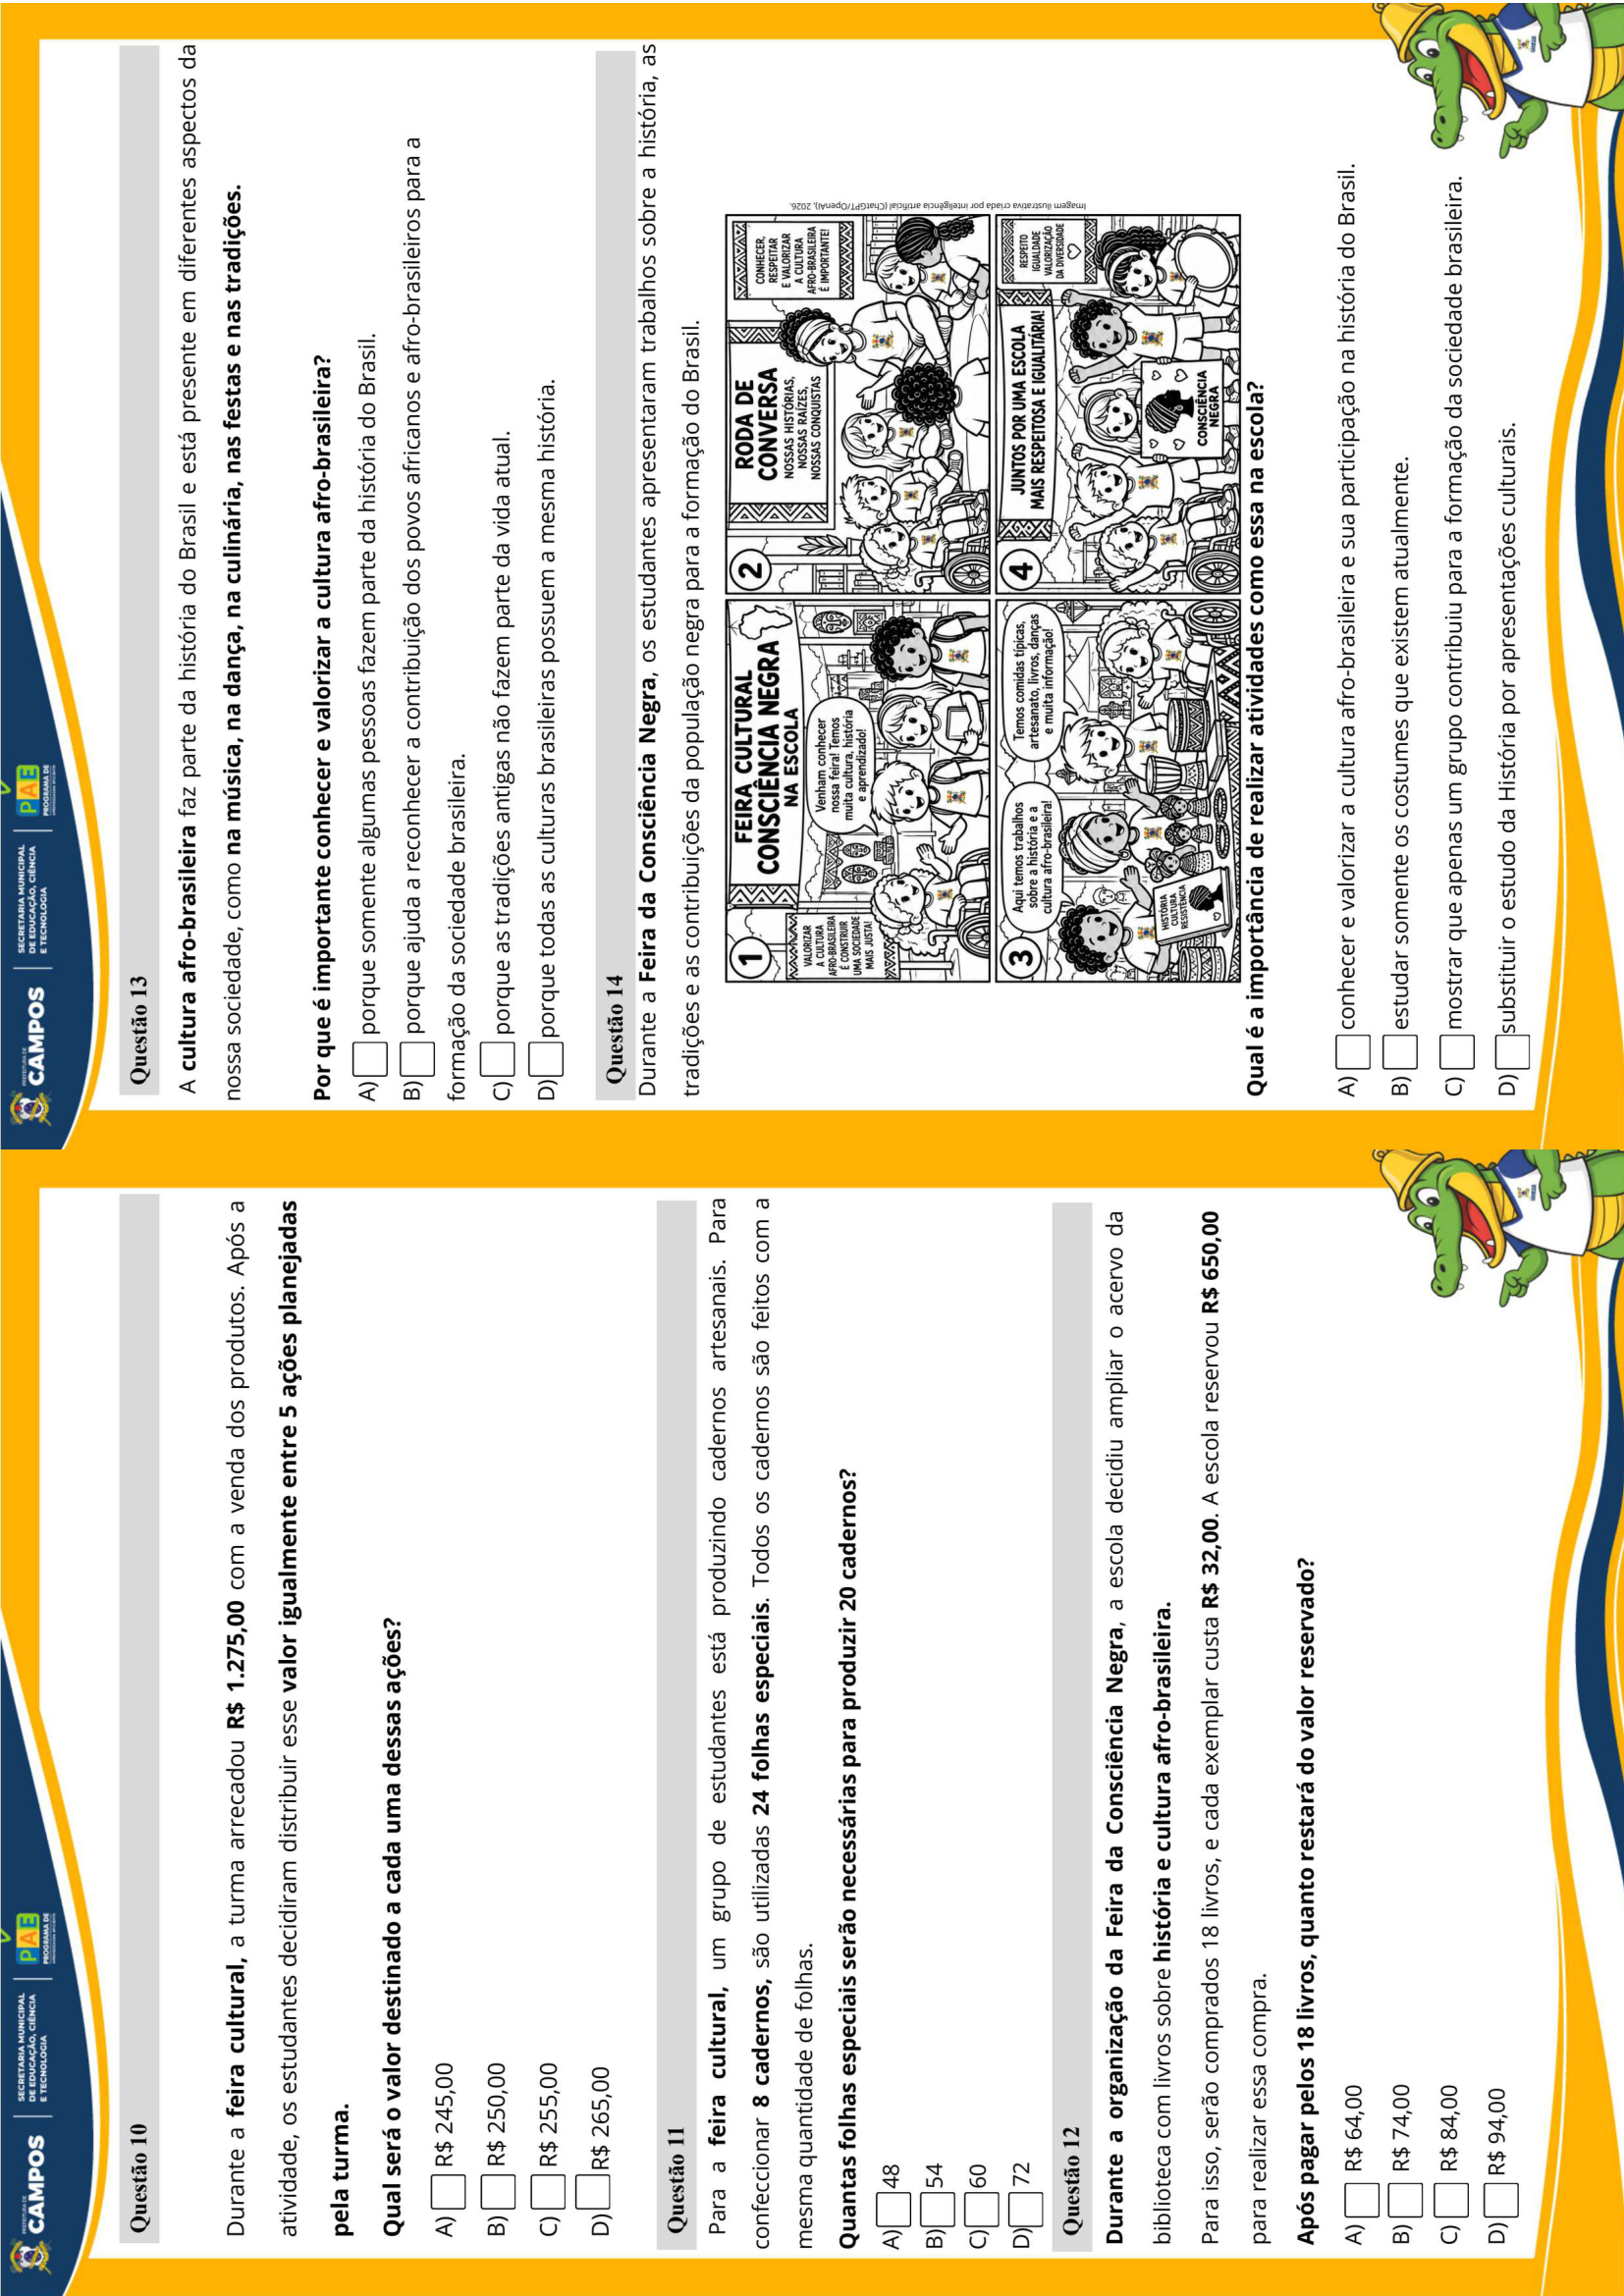 PREFEITURA DE
CAMPOS
SECRETARIA MUNICIPAL
DE EDUCAÇÃO, CIÊNCIA
E TECNOLOGIA
PAE
PROGRAMA DE
Questão 10
Durante a feira cultural, a turma arrecadou R$ 1.275,00 com a venda dos produtos. Após a
atividade, os estudantes decidiram distribuir esse valor igualmente entre 5 ações planejadas
pela turma.
Qual será o valor destinado a cada uma dessas ações?
A) R$ 245,00
B) R$ 250,00
C) R$ 255,00
D) R$ 265,00
Questão 11
Para a feira cultural, um grupo de estudantes está produzindo cadernos artesanais. Para
confeccionar 8 cadernos, são utilizadas 24 folhas especiais. Todos os cadernos são feitos com a
mesma quantidade de folhas.
Quantas folhas especiais serão necessárias para produzir 20 cadernos?
A) 48
B) 54
C) 60
D) 72
Questão 12
Durante a organização da Feira da Consciência Negra, a escola decidiu ampliar o acervo da
biblioteca com livros sobre história e cultura afro-brasileira.
Para isso, serão comprados 18 livros, e cada exemplar custa R$ 32,00. A escola reservou R$ 650,00
para realizar essa compra.
Após pagar pelos 18 livros, quanto restará do valor reservado?
A) R$ 64,00
B) R$ 74,00
C) R$ 84,00
D) R$ 94,00
PREFEITURA DE
CAMPOS
SECRETARIA MUNICIPAL
DE EDUCAÇÃO, CIÊNCIA
E TECNOLOGIA
PAE
PROGRAMA DE
Questão 13
A cultura afro-brasileira faz parte da história do Brasil e está presente em diferentes aspectos da
nossa sociedade, como na música, na dança, na culinária, nas festas e nas tradições.
Por que é importante conhecer e valorizar a cultura afro-brasileira?
A) porque somente algumas pessoas fazem parte da história do Brasil.
B) porque ajuda a reconhecer a contribuição dos povos africanos e afro-brasileiros para a
formação da sociedade brasileira.
C) porque as tradições antigas não fazem parte da vida atual.
D) porque todas as culturas brasileiras possuem a mesma história.
Questão 14
Durante a Feira da Consciência Negra, os estudantes apresentaram trabalhos sobre a história, as
tradições e as contribuições da população negra para a formação do Brasil.
1
FEIRA CULTURAL
CONSCIÊNCIA NEGRA
NA ESCOLA
VALORIZAR
A CULTURA
AFRO-BRASILEIRA
É CONSTRUIR
UMA SOCIEDADE
MAIS JUSTA!
Venham conhecer
nossa feira! Temos
muita cultura, história
e aprendizado!
2
RODA DE
CONVERSA
NOSSAS HISTÓRIAS,
NOSSAS RAÍZES,
NOSSAS CONQUISTAS
CONHECER,
RESPEITAR
E VALORIZAR
A CULTURA
AFRO-BRASILEIRA
É IMPORTANTE!
3
Aqui temos trabalhos
sobre a história e a
cultura afro-brasileira!
Temos comidas típicas,
artesanato, livros, danças
e muita informação!
HISTÓRIA
CULTURA
RESISTÊNCIA
4
JUNTOS POR UMA ESCOLA
MAIS RESPEITOSA E IGUALITÁRIA!
RESPEITO
IGUALDADE
VALORIZAÇÃO
DA DIVERSIDADE
CONSCIÊNCIA
NEGRA
Imagem ilustrativa criada por inteligência artificial (ChatGPT/OpenAI), 2026.
Qual é a importância de realizar atividades como essa na escola?
A) conhecer e valorizar a cultura afro-brasileira e sua participação na história do Brasil.
B) estudar somente os costumes que existem atualmente.
C) mostrar que apenas um grupo contribuiu para a formação da sociedade brasileira.
D) substituir o estudo da História por apresentações culturais.